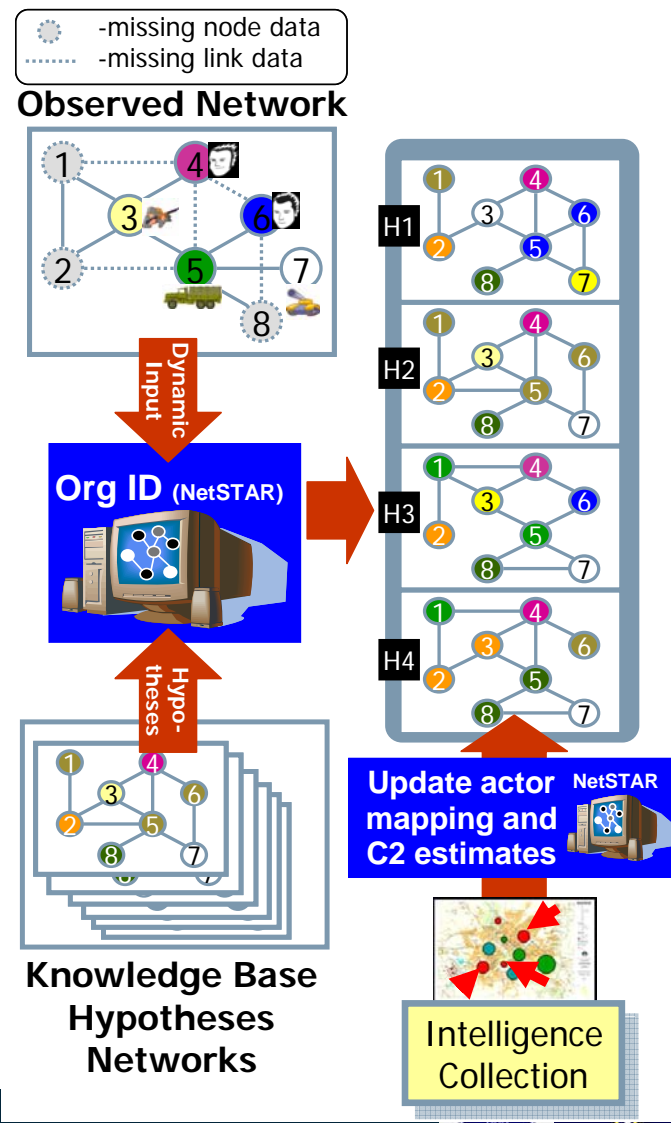 -missing node data
-missing link data
Observed Network
1
4
3
6
2
5
7
8
Dynamic
Input
Org ID (NetSTAR)
Hypo-
theses
1
4
3
6
2
5
8
7
Knowledge Base
Hypotheses
Networks
H1
1
4
3
6
2
5
8
7
H2
1
4
3
6
2
5
8
7
H3
1
4
3
6
2
5
8
7
H4
1
4
3
6
2
5
8
7
Update actor
mapping and
C2 estimates
NetSTAR
Intelligence
Collection